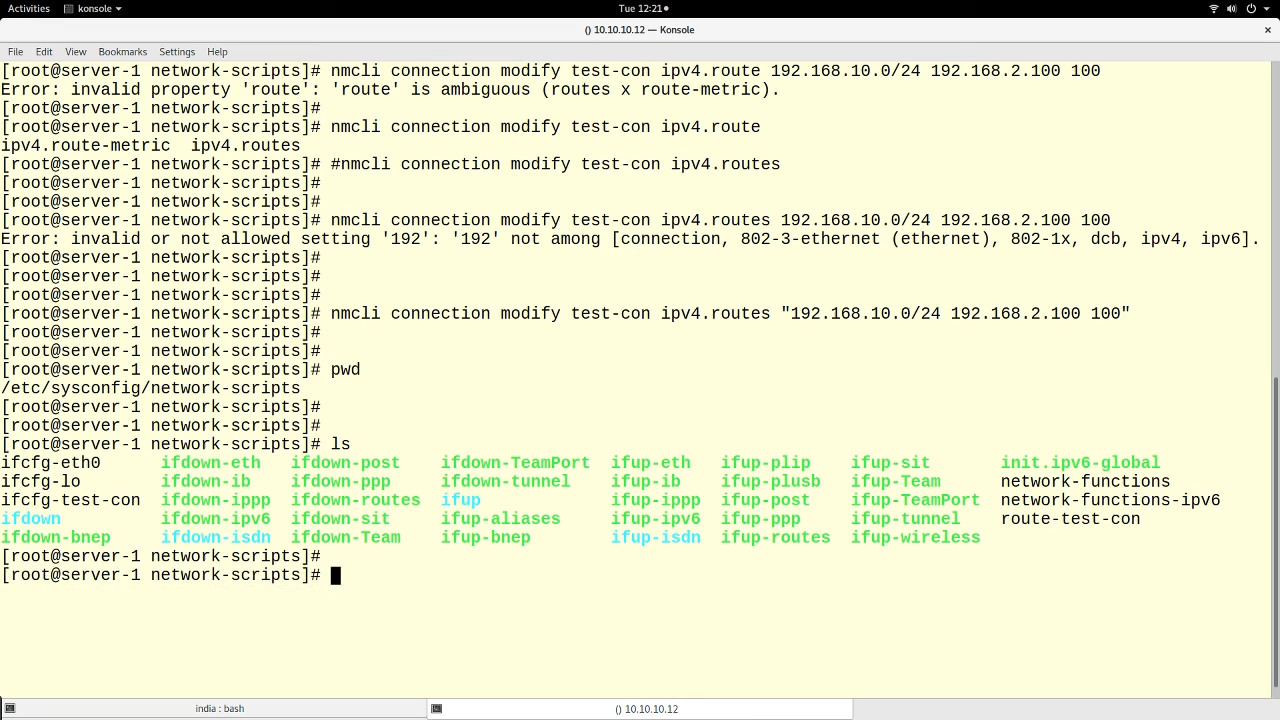 Activities konsole Tue 12:21
() 10.10.10.12 — Konsole
File Edit View Bookmarks Settings Help
[root@server-1 network-scripts]# nmcli connection modify test-con ipv4.route 192.168.10.0/24 192.168.2.100 100
Error: invalid property 'route': 'route' is ambiguous (routes x route-metric).
[root@server-1 network-scripts]#
[root@server-1 network-scripts]# nmcli connection modify test-con ipv4.route
ipv4.route-metric  ipv4.routes
[root@server-1 network-scripts]# #nmcli connection modify test-con ipv4.routes
[root@server-1 network-scripts]#
[root@server-1 network-scripts]#
[root@server-1 network-scripts]# nmcli connection modify test-con ipv4.routes 192.168.10.0/24 192.168.2.100 100
Error: invalid or not allowed setting '192': '192' not among [connection, 802-3-ethernet (ethernet), 802-1x, dcb, ipv4, ipv6].
[root@server-1 network-scripts]#
[root@server-1 network-scripts]#
[root@server-1 network-scripts]#
[root@server-1 network-scripts]# nmcli connection modify test-con ipv4.routes "192.168.10.0/24 192.168.2.100 100"
[root@server-1 network-scripts]#
[root@server-1 network-scripts]#
[root@server-1 network-scripts]# pwd
/etc/sysconfig/network-scripts
[root@server-1 network-scripts]#
[root@server-1 network-scripts]#
[root@server-1 network-scripts]# ls
ifcfg-eth0 ifdown-eth ifdown-post ifdown-TeamPort ifup-eth ifup-plip ifup-sit init.ipv6-global
ifcfg-lo ifdown-ib ifdown-ppp ifdown-tunnel ifup-ib ifup-plusb ifup-Team network-functions
ifcfg-test-con ifdown-ippp ifdown-routes ifup ifup-ippp ifup-post ifup-TeamPort network-functions-ipv6
ifdown ifdown-ipv6 ifdown-sit ifup-aliases ifup-ipv6 ifup-ppp ifup-tunnel route-test-con
ifdown-bnep ifdown-isdn ifdown-Team ifup-bnep ifup-isdn ifup-routes ifup-wireless
[root@server-1 network-scripts]#
[root@server-1 network-scripts]#
india : bash () 10.10.10.12